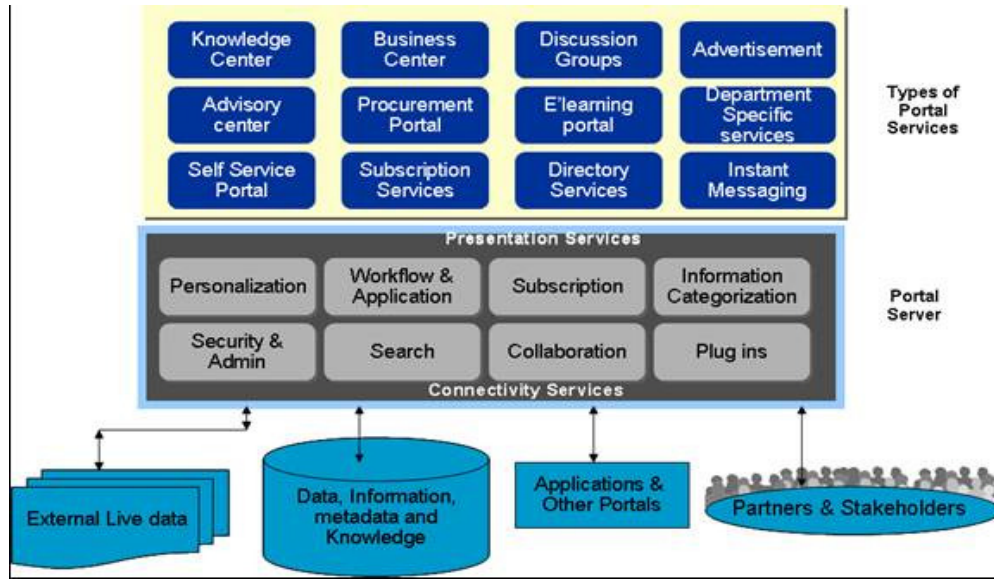 Knowledge
Center
Business
Center
Discussion
Groups
Advertisement
Advisory
center
Procurement
Portal
E'learning
portal
Department
Specific
services
Self Service
Portal
Subscription
Services
Directory
Services
Instant
Messaging
Types of
Portal
Services
Presentation Services
Personalization
Workflow &
Application
Subscription
Information
Categorization
Security &
Admin
Search
Collaboration
Plug ins
Connectivity Services
Portal
Server
External Live data
Data, Information,
metadata and
Knowledge
Applications &
Other Portals
Partners & Stakeholders